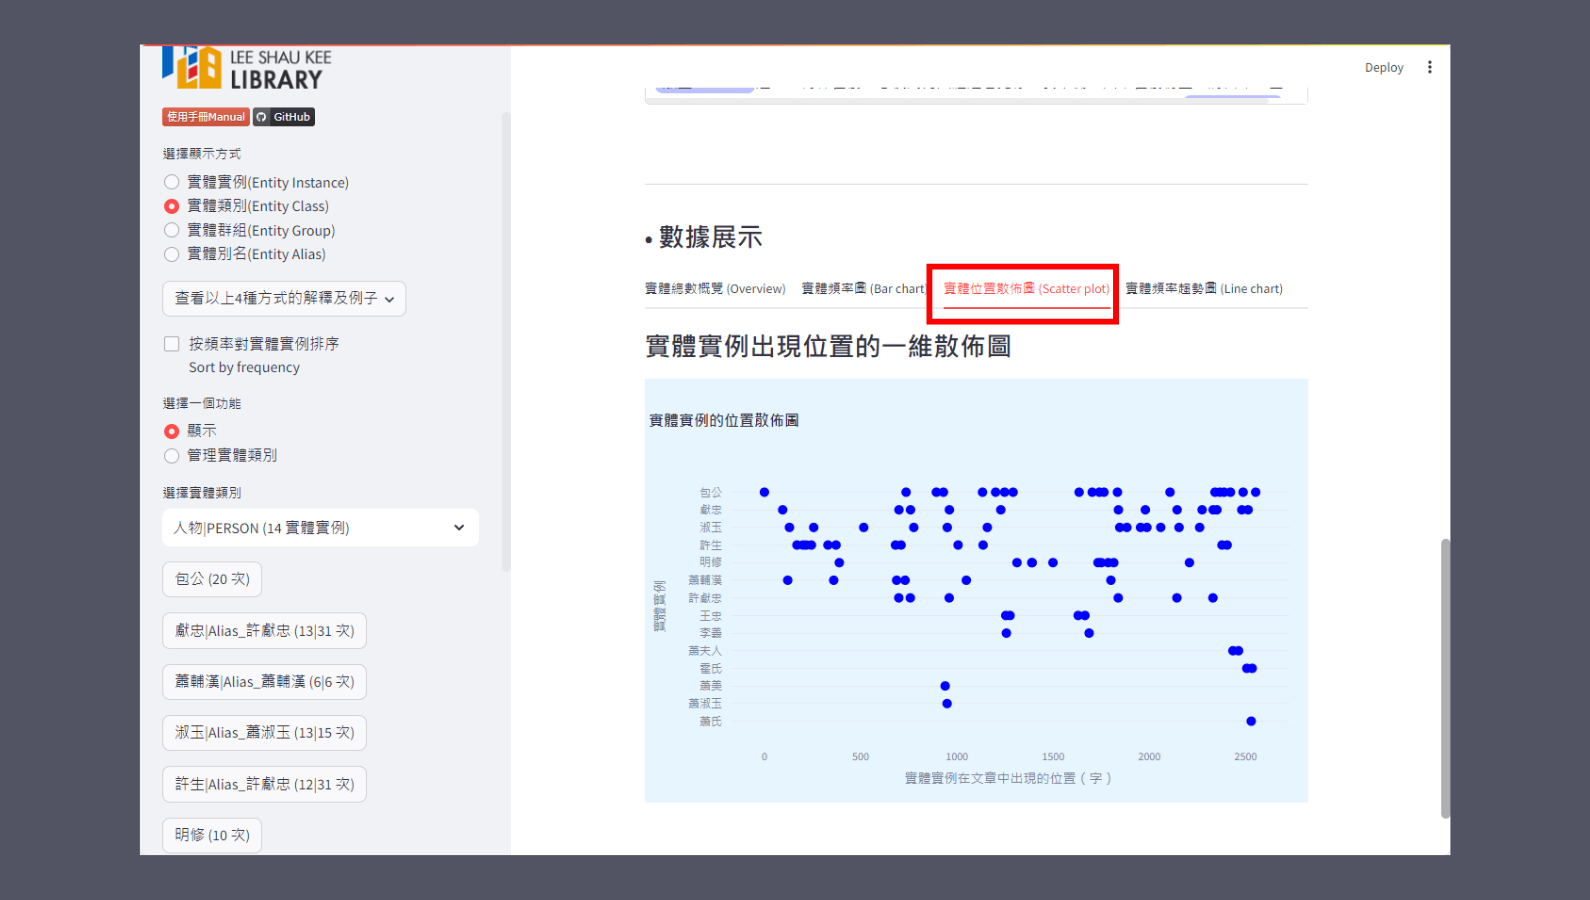 LEE SHAU KEE
LIBRARY
使用手冊Manual GitHub
選擇顯示方式
實體實例(Entity Instance)
實體類別(Entity Class)
實體群組(Entity Group)
實體別名(Entity Alias)
查看以上4種方式的解釋及例子
按頻率對實體實例排序
Sort by frequency
選擇一個功能
顯示
管理實體類別
選擇實體類別
人物|PERSON (14 實體實例)
包公 (20 次)
獻忠|Alias_許獻忠 (13|31 次)
蕭輔漢|Alias_蕭輔漢 (6|6 次)
淑玉|Alias_蕭淑玉 (13|15 次)
許生|Alias_許獻忠 (12|31 次)
明修 (10 次)
Deploy
• 數據展示
實體總數概覽 (Overview) 實體頻率圖 (Bar chart) 實體位置散佈圖 (Scatter plot) 實體頻率趨勢圖 (Line chart)
實體實例出現位置的一維散佈圖
實體實例的位置散佈圖
實體實例
包公
獻忠
淑玉
許生
明修
蕭輔漢
許獻忠
王忠
李善
蕭夫人
霍氏
蕭美
蕭淑玉
蕭氏
0 500 1000 1500 2000 2500
實體實例在文章中出現的位置（字）